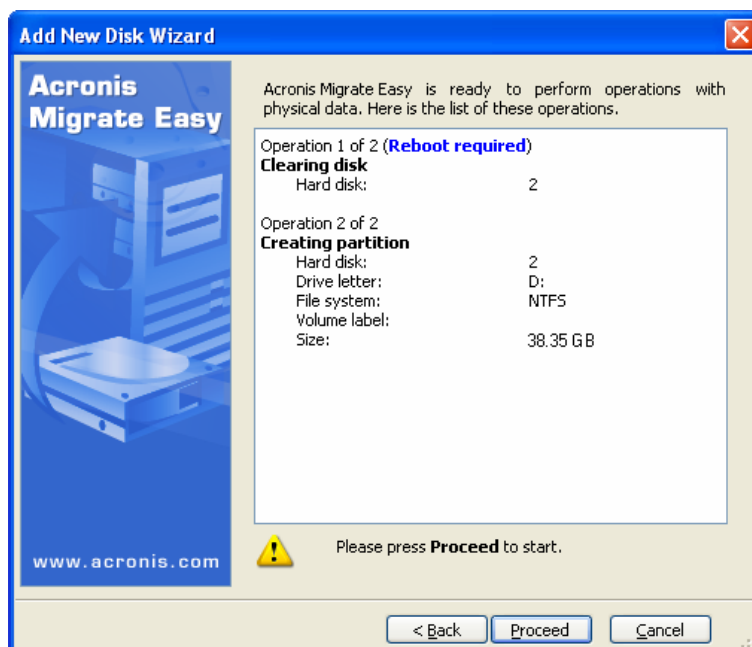 Add New Disk Wizard
Acronis
Migrate Easy
Acronis Migrate Easy is ready to perform operations with
physical data. Here is the list of these operations.
Operation 1 of 2 (Reboot required)
Clearing disk
Hard disk: 2
Operation 2 of 2
Creating partition
Hard disk: 2
Drive letter: D:
File system: NTFS
Volume label:
Size: 38.35 GB
Please press Proceed to start.
www.acronis.com
< Back Proceed Cancel